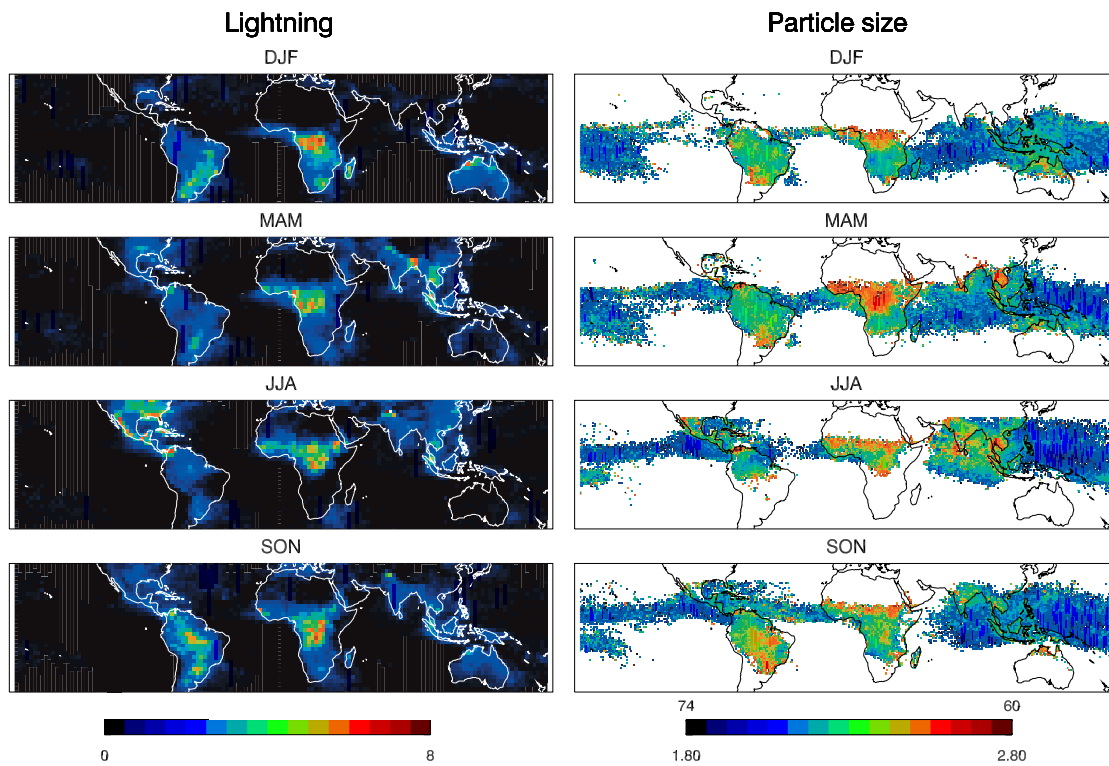 Lightning Particle size
DJF DJF
MAM MAM
JJA JJA
SON SON
74 60
0 8 1.80 2.80